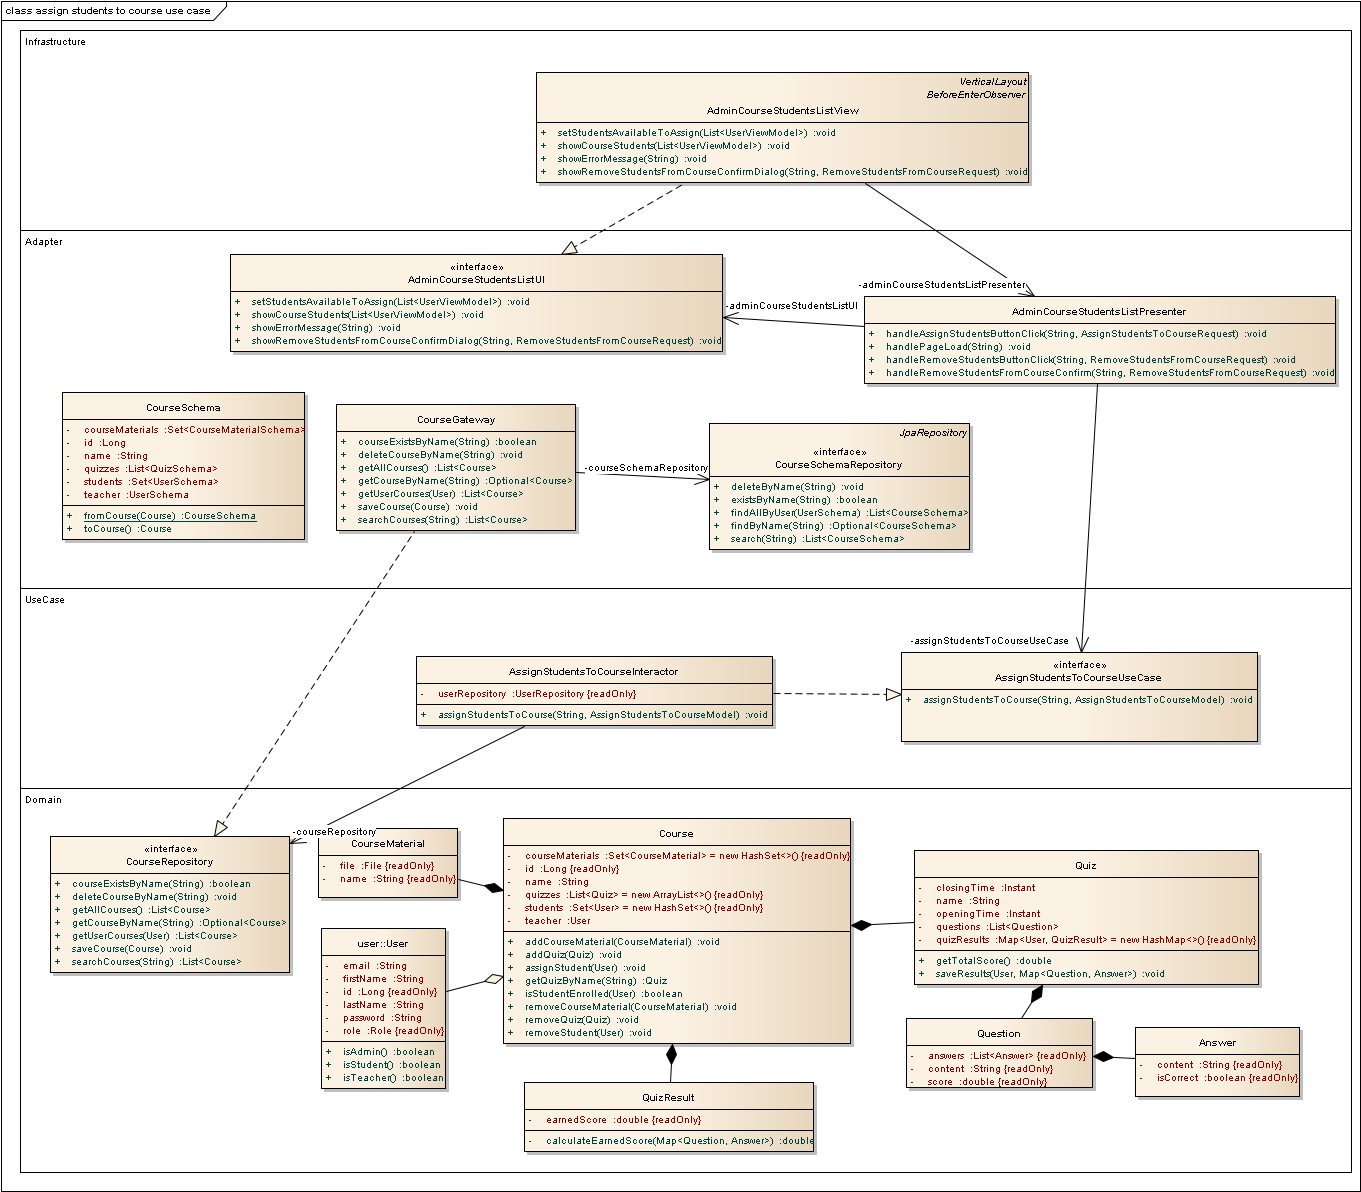 class assign students to course use case
Infrastructure
VerticalLayout
BeforeEnterObserver
AdminCourseStudentsListView
+ setStudentsAvailableToAssign(List<UserViewModel>) :void
+ showCourseStudents(List<UserViewModel>) :void
+ showErrorMessage(String) :void
+ showRemoveStudentsFromCourseConfirmDialog(String, RemoveStudentsFromCourseRequest) :void
Adapter
«interface»
AdminCourseStudentsListUI
+ setStudentsAvailableToAssign(List<UserViewModel>) :void
+ showCourseStudents(List<UserViewModel>) :void
+ showErrorMessage(String) :void
+ showRemoveStudentsFromCourseConfirmDialog(String, RemoveStudentsFromCourseRequest) :void
-adminCourseStudentsListPresenter
-adminCourseStudentsListUI
AdminCourseStudentsListPresenter
+ handleAssignStudentsButtonClick(String, AssignStudentsToCourseRequest) :void
+ handlePageLoad(String) :void
+ handleRemoveStudentsButtonClick(String, RemoveStudentsFromCourseRequest) :void
+ handleRemoveStudentsFromCourseConfirm(String, RemoveStudentsFromCourseRequest) :void
CourseSchema
- courseMaterials :Set<CourseMaterialSchema>
- id :Long
- name :String
- quizzes :List<QuizSchema>
- students :Set<UserSchema>
- teacher :UserSchema
+ fromCourse(Course) :CourseSchema
+ toCourse() :Course
CourseGateway
+ courseExistsByName(String) :boolean
+ deleteCourseByName(String) :void
+ getAllCourses() :List<Course>
+ getCourseByName(String) :Optional<Course>
+ getUserCourses(User) :List<Course>
+ saveCourse(Course) :void
+ searchCourses(String) :List<Course>
-courseSchemaRepository
JpaRepository
«interface»
CourseSchemaRepository
+ deleteByName(String) :void
+ existsByName(String) :boolean
+ findAllByUser(UserSchema) :List<CourseSchema>
+ findByName(String) :Optional<CourseSchema>
+ search(String) :List<CourseSchema>
UseCase
-assignStudentsToCourseUseCase
AssignStudentsToCourseInteractor
- userRepository :UserRepository {readOnly}
+ assignStudentsToCourse(String, AssignStudentsToCourseModel) :void
«interface»
AssignStudentsToCourseUseCase
+ assignStudentsToCourse(String, AssignStudentsToCourseModel) :void
Domain
-courseRepository
«interface»
CourseRepository
+ courseExistsByName(String) :boolean
+ deleteCourseByName(String) :void
+ getAllCourses() :List<Course>
+ getCourseByName(String) :Optional<Course>
+ getUserCourses(User) :List<Course>
+ saveCourse(Course) :void
+ searchCourses(String) :List<Course>
CourseMaterial
- file :File {readOnly}
- name :String {readOnly}
user::User
- email :String
- firstName :String
- id :Long {readOnly}
- lastName :String
- password :String
- role :Role {readOnly}
+ isAdmin() :boolean
+ isStudent() :boolean
+ isTeacher() :boolean
Course
- courseMaterials :Set<CourseMaterial> = new HashSet<>() {readOnly}
- id :Long {readOnly}
- name :String
- quizzes :List<Quiz> = new ArrayList<>() {readOnly}
- students :Set<User> = new HashSet<>() {readOnly}
- teacher :User
+ addCourseMaterial(CourseMaterial) :void
+ addQuiz(Quiz) :void
+ assignStudent(User) :void
+ getQuizByName(String) :Quiz
+ isStudentEnrolled(User) :boolean
+ removeCourseMaterial(CourseMaterial) :void
+ removeQuiz(Quiz) :void
+ removeStudent(User) :void
Quiz
- closingTime :Instant
- name :String
- openingTime :Instant
- questions :List<Question>
- quizResults :Map<User, QuizResult> = new HashMap<>() {readOnly}
+ getTotalScore() :double
+ saveResults(User, Map<Question, Answer>) :void
Question
- answers :List<Answer> {readOnly}
- content :String {readOnly}
- score :double {readOnly}
Answer
- content :String {readOnly}
- isCorrect :boolean {readOnly}
QuizResult
- earnedScore :double {readOnly}
- calculateEarnedScore(Map<Question, Answer>) :double